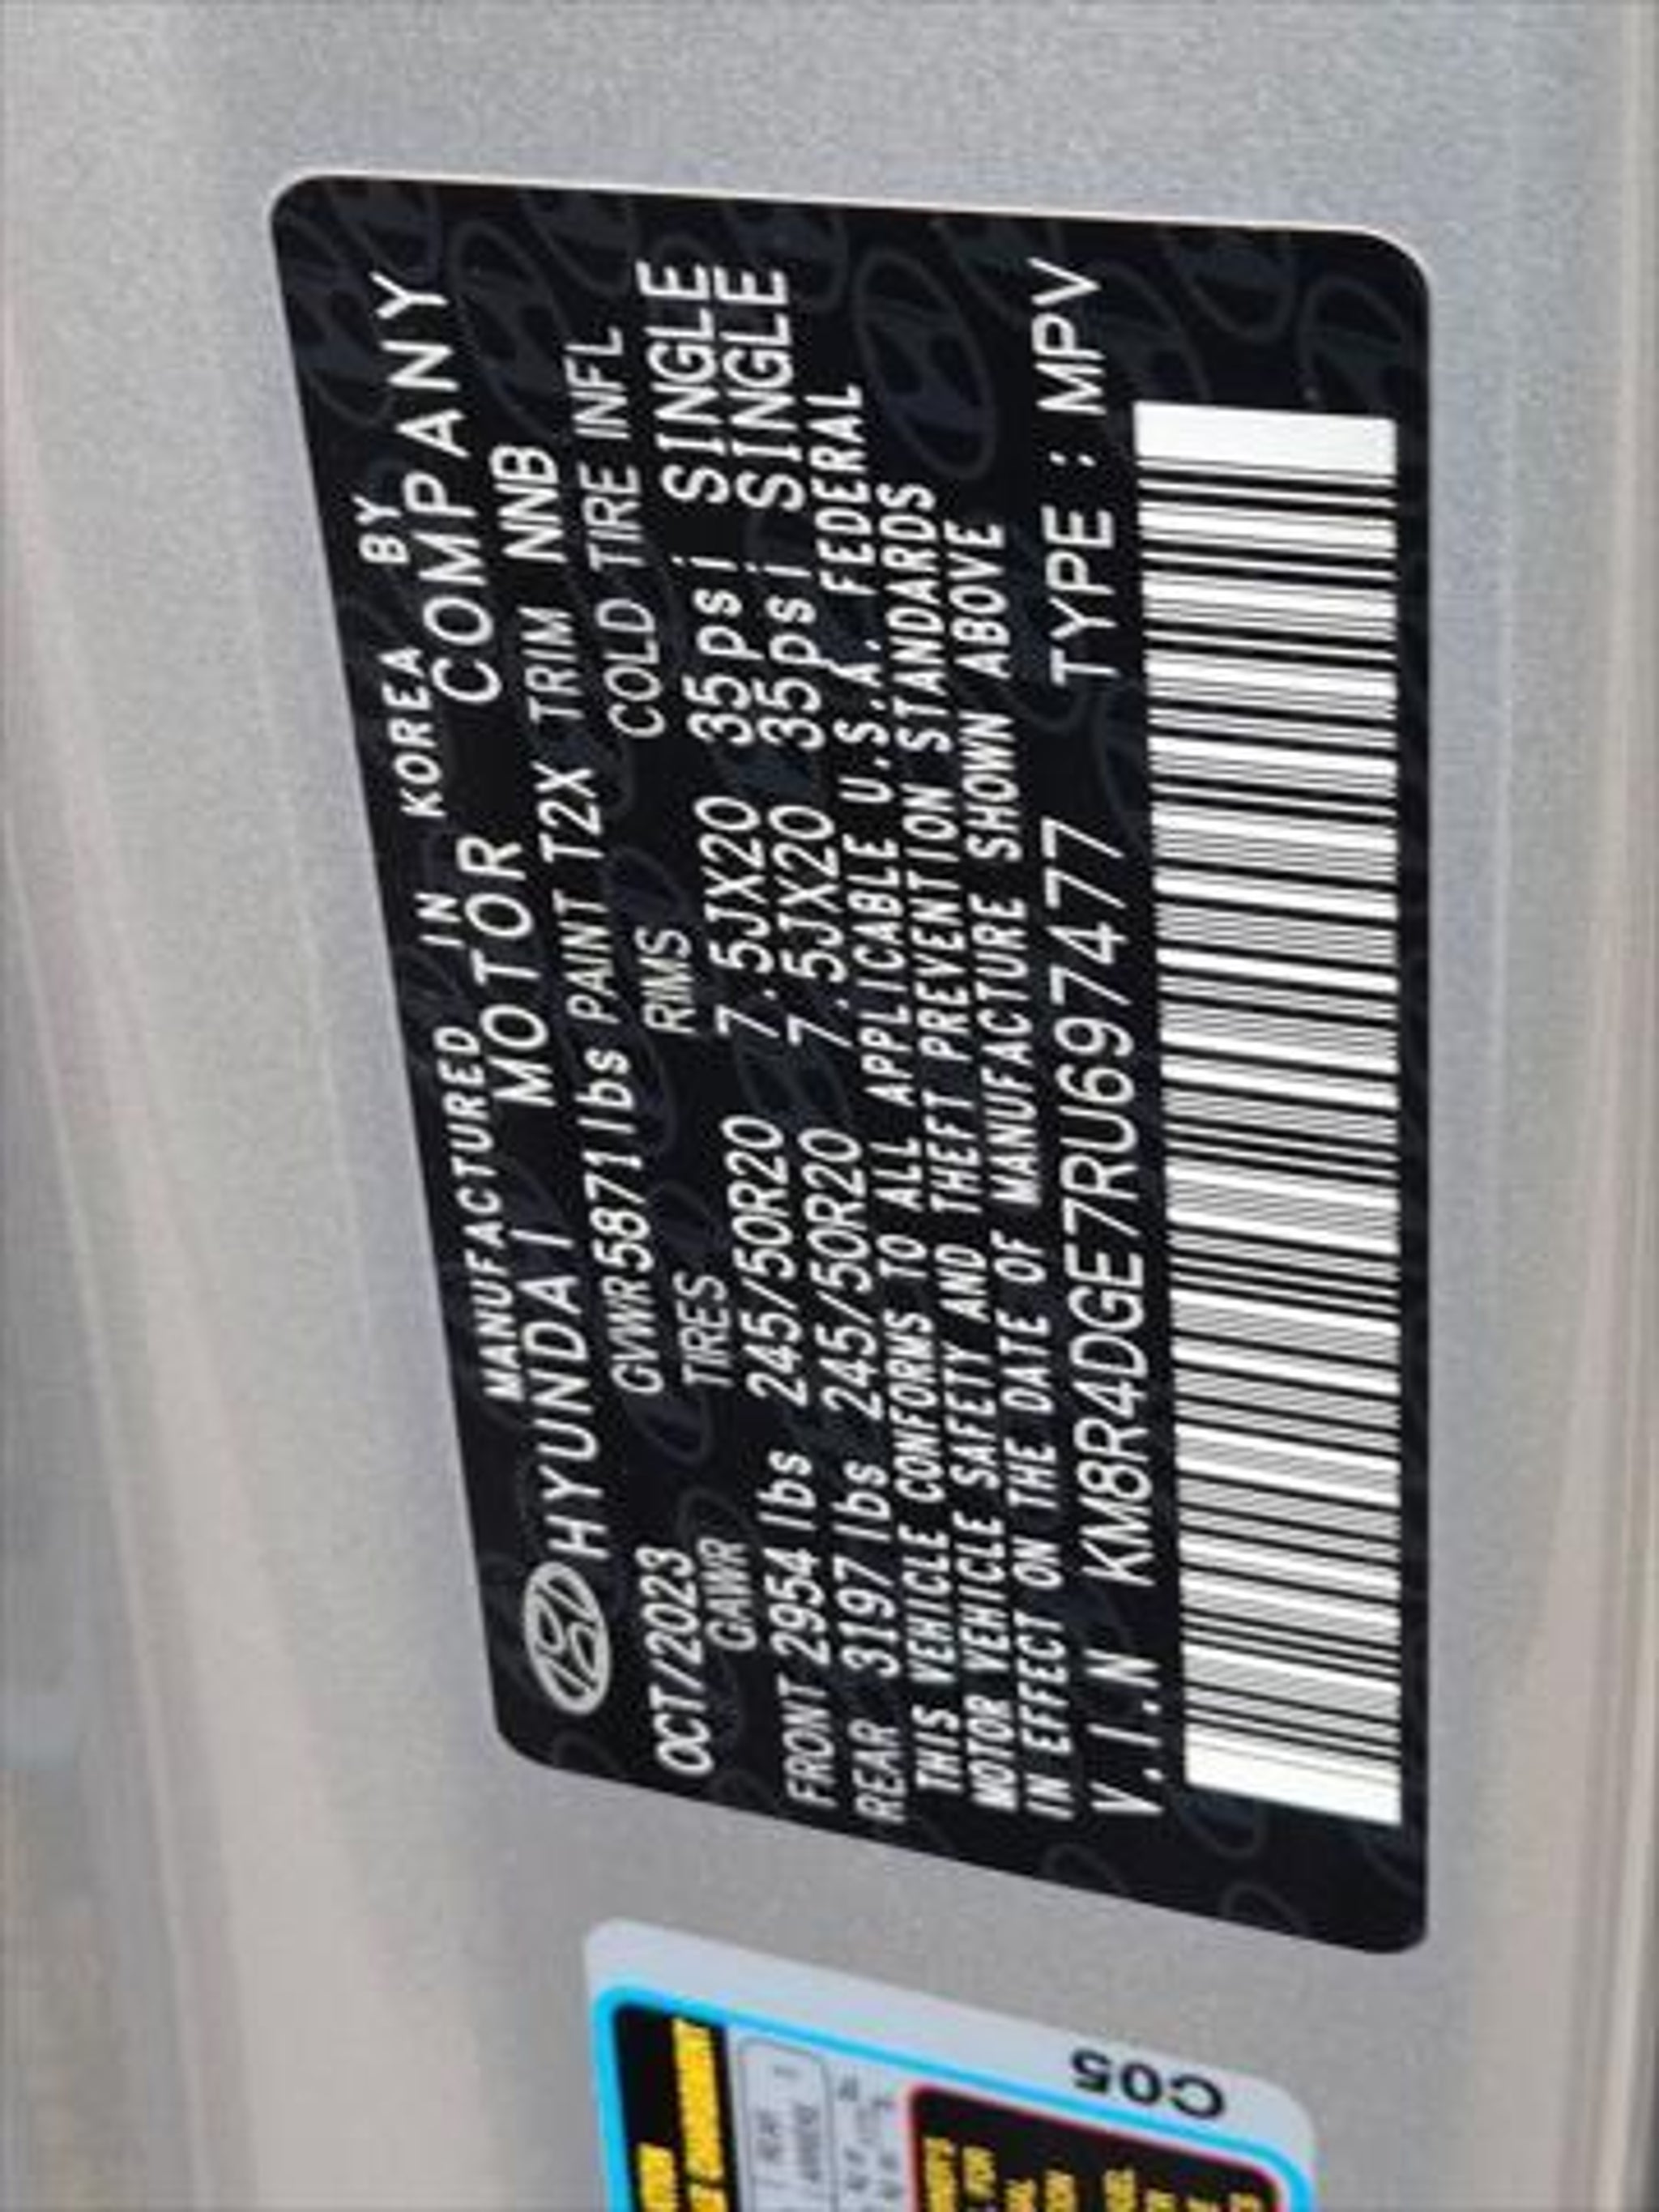 MANUFACTURED IN KOREA BY
HYUNDAI MOTOR COMPANY
OCT/2023 GVWR5871lbs PAINT T2X TRIM NNB
GAWR TIRES RIMS COLD TIRE INFL
FRONT 2954 lbs 245/50R20 7.5JX20 35psi SINGLE
REAR 3197 lbs 245/50R20 7.5JX20 35psi SINGLE
THIS VEHICLE CONFORMS TO ALL APPLICABLE U.S.A. FEDERAL
MOTOR VEHICLE SAFETY AND THEFT PREVENTION STANDARDS
IN EFFECT ON THE DATE OF MANUFACTURE SHOWN ABOVE
V.I.N KM8R4DGE7RU697477 TYPE : MPV
C05